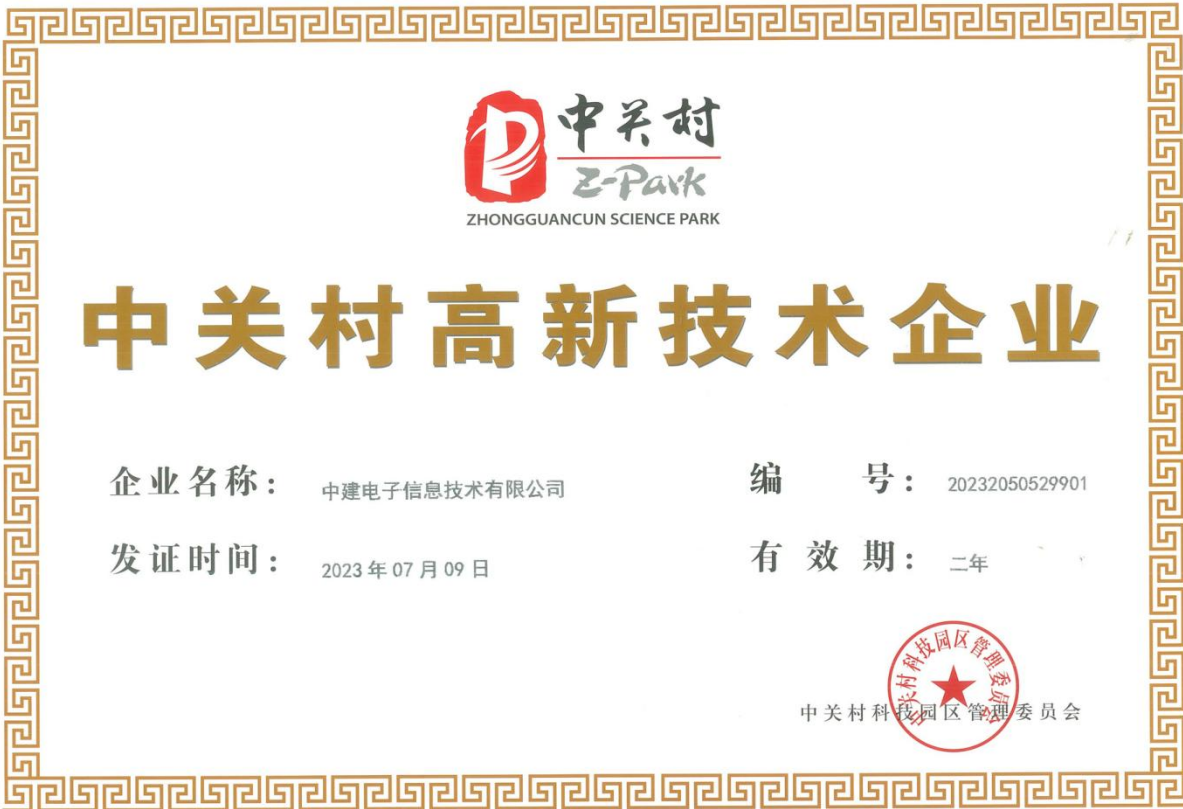 中关村
Z-Park
ZHONGGUANCUN SCIENCE PARK
中关村高新技术企业
企业名称： 中建电子信息技术有限公司
编 号： 20232050529901
发证时间： 2023年07月09日
有 效 期： 二年
中关村科技园区管理委员会
中关村科技园区管理委员会